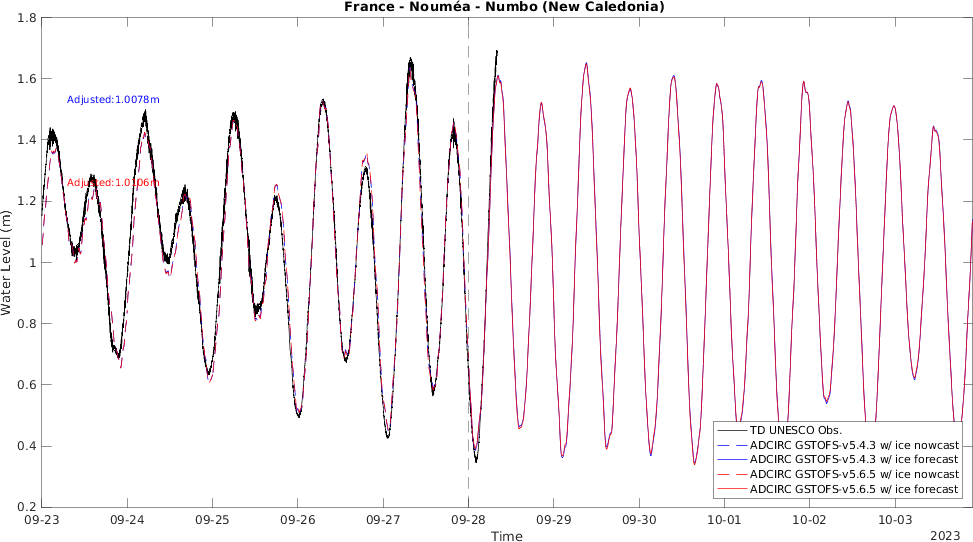 France - Nouméa - Numbo (New Caledonia)
1.8
1.6
1.4
1.2
1
0.8
0.6
0.4
0.2
Water Level (m)
Adjusted:1.0078m
Adjusted:1.0106m
TD UNESCO Obs.
ADCIRC GSTOFS-v5.4.3 w/ ice nowcast
ADCIRC GSTOFS-v5.4.3 w/ ice forecast
ADCIRC GSTOFS-v5.6.5 w/ ice nowcast
ADCIRC GSTOFS-v5.6.5 w/ ice forecast
09-23 09-24 09-25 09-26 09-27 09-28 09-29 09-30 10-01 10-02 10-03
Time
2023